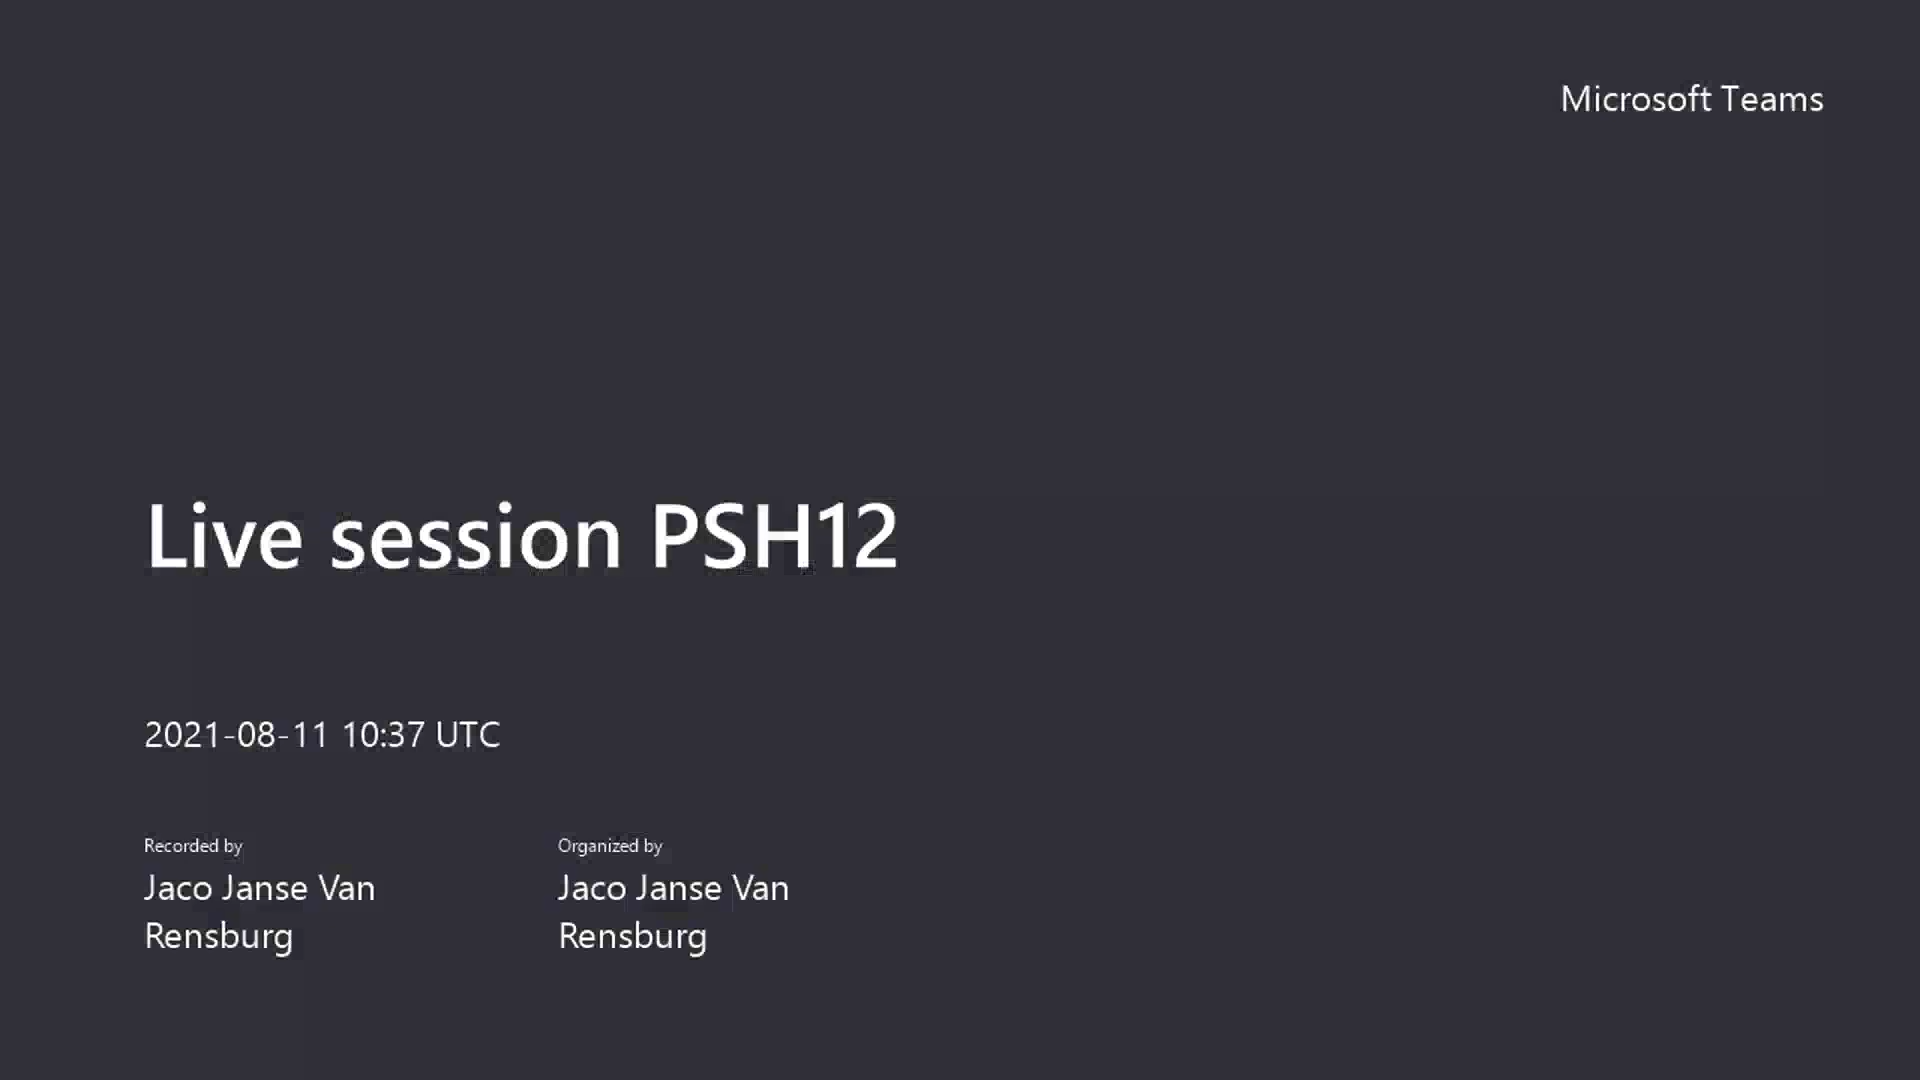 Microsoft Teams
Live session PSH12
2021-08-11 10:37 UTC
Recorded by
Jaco Janse Van
Rensburg
Organized by
Jaco Janse Van
Rensburg